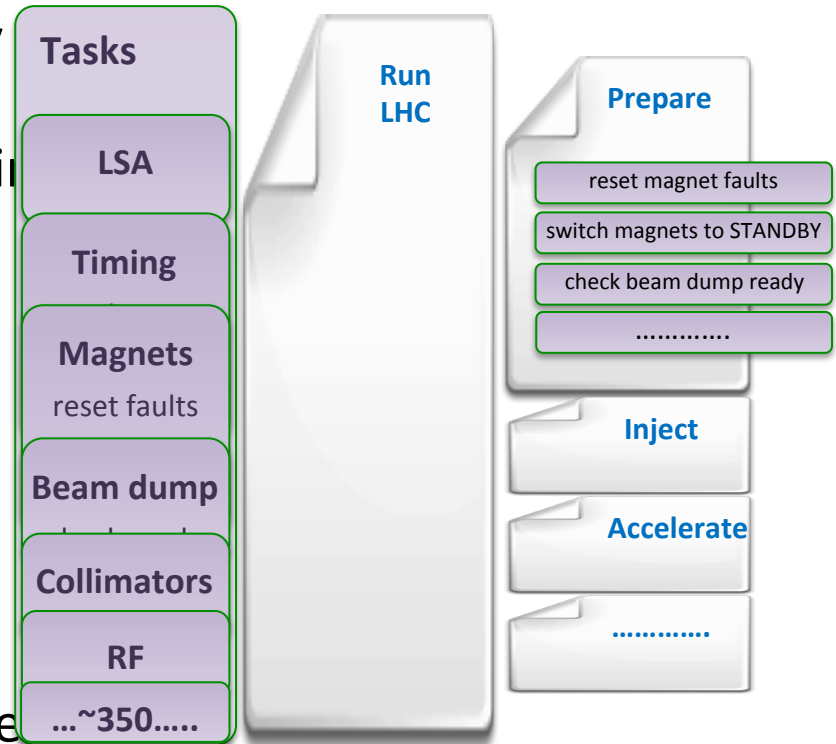 Tasks
LSA
Timing
Magnets
reset faults
Beam dump
Collimators
RF
...~350.....
Run
LHC
Prepare
reset magnet faults
switch magnets to STANDBY
check beam dump ready
………….
Inject
Accelerate
………….